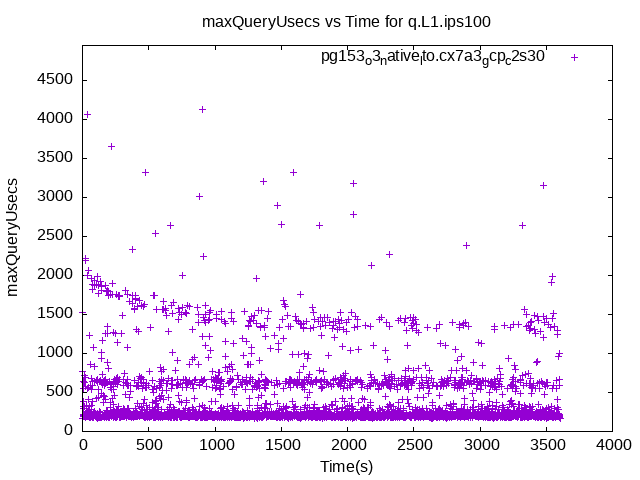 maxQueryUsecs vs Time for q.L1.ips100
pg153o3native_lto.cx7a3gcpc2s30
4500
4000
3500
3000
2500
2000
1500
1000
500
0
maxQueryUsecs
0 500 1000 1500 2000 2500 3000 3500 4000
Time(s)